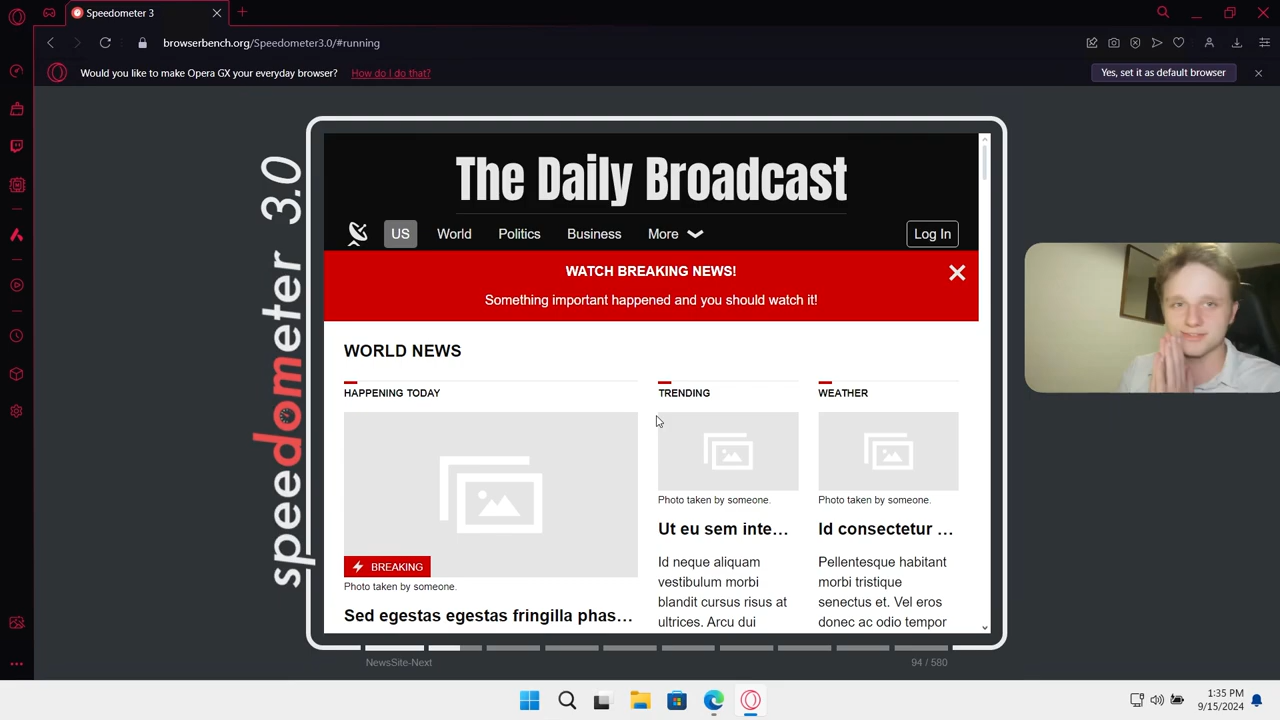 Speedometer 3
browserbench.org/Speedometer3.0/#running
Would you like to make Opera GX your everyday browser? How do I do that? Yes, set it as default browser
speedometer 3.0
The Daily Broadcast
US World Politics Business More Log In
WATCH BREAKING NEWS!
Something important happened and you should watch it!
WORLD NEWS
HAPPENING TODAY
BREAKING
Photo taken by someone.
Sed egestas egestas fringilla phas...
TRENDING
Photo taken by someone.
Ut eu sem inte...
Id neque aliquam
vestibulum morbi
blandit cursus risus at
ultrices. Arcu dui
WEATHER
Photo taken by someone.
Id consectetur ...
Pellentesque habitant
morbi tristique
senectus et. Vel eros
donec ac odio tempor
NewsSite-Next 94 / 580
1:35 PM
9/15/2024